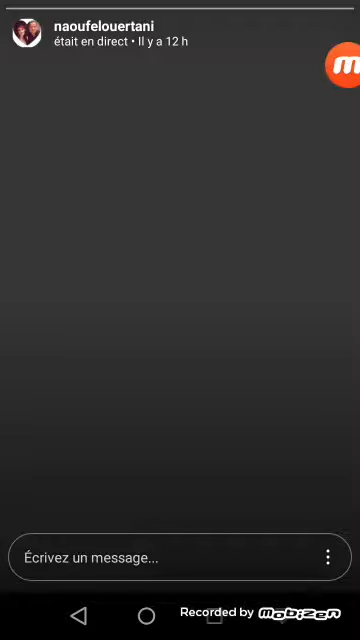 naoufelouertani
était en direct • Il y a 12 h
Écrivez un message...
Recorded by mobizen